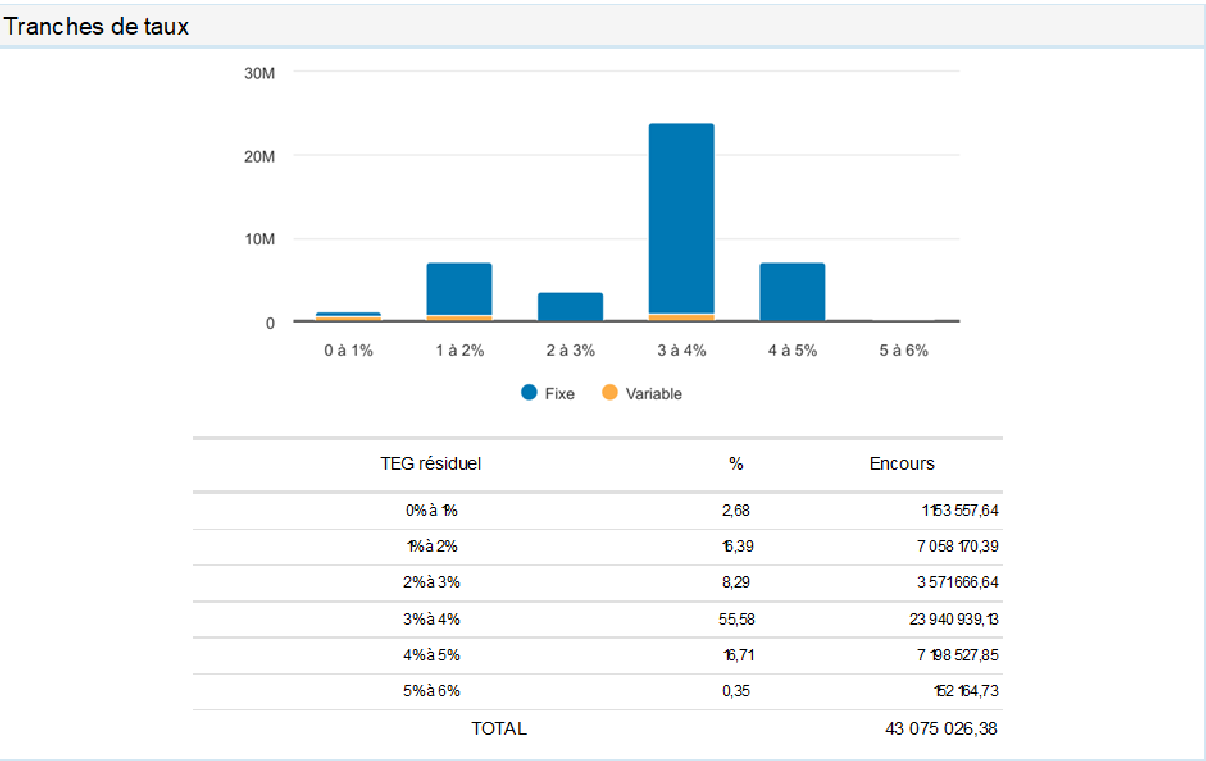 Tranches de taux
30M
20M
10M
0
0 à 1% 1 à 2% 2 à 3% 3 à 4% 4 à 5% 5 à 6%
Fixe Variable
TEG résiduel % Encours
0% à 1% 2,68 1 153 557,64
1% à 2% 16,39 7 058 170,39
2% à 3% 8,29 3 571 666,64
3% à 4% 55,58 23 940 939,13
4% à 5% 16,71 7 198 527,85
5% à 6% 0,35 152 164,73
TOTAL 43 075 026,38